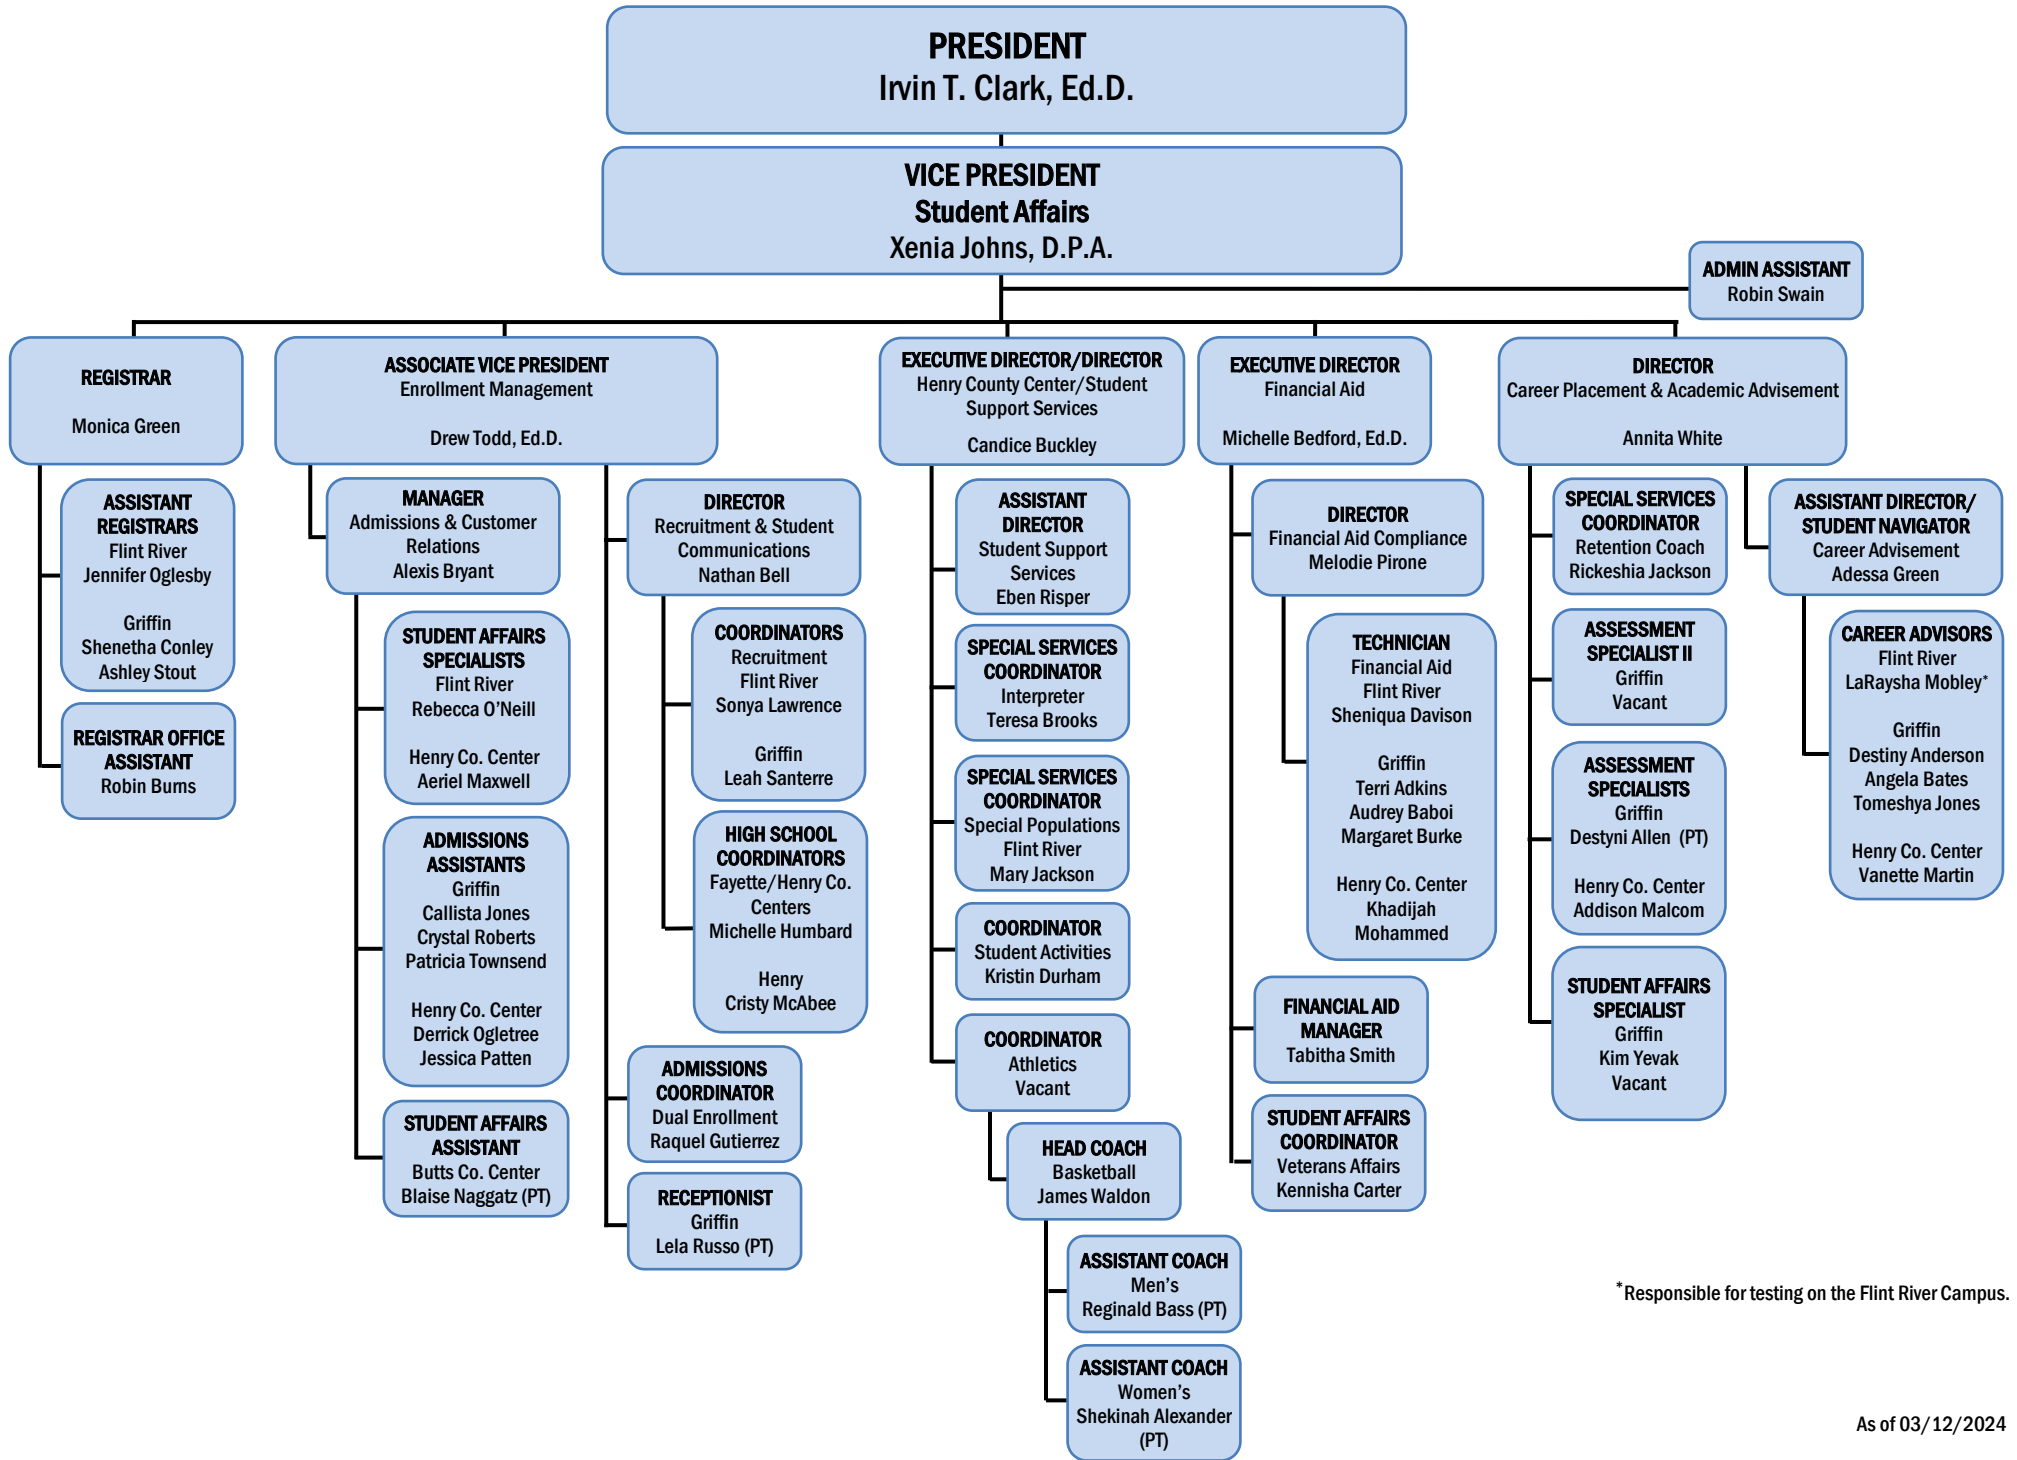 PRESIDENT
Irvin T. Clark, Ed.D.
VICE PRESIDENT
Student Affairs
Xenia Johns, D.P.A.
ADMIN ASSISTANT
Robin Swain
REGISTRAR
Monica Green
ASSISTANT
REGISTRARS
Flint River
Jennifer Oglesby
Griffin
Shenetha Conley
Ashley Stout
REGISTRAR OFFICE
ASSISTANT
Robin Burns
ASSOCIATE VICE PRESIDENT
Enrollment Management
Drew Todd, Ed.D.
MANAGER
Admissions & Customer
Relations
Alexis Bryant
STUDENT AFFAIRS
SPECIALISTS
Flint River
Rebecca O'Neill
Henry Co. Center
Aeriel Maxwell
ADMISSIONS
ASSISTANTS
Griffin
Callista Jones
Crystal Roberts
Patricia Townsend
Henry Co. Center
Derrick Ogletree
Jessica Patten
STUDENT AFFAIRS
ASSISTANT
Butts Co. Center
Blaise Naggatz (PT)
DIRECTOR
Recruitment & Student
Communications
Nathan Bell
COORDINATORS
Recruitment
Flint River
Sonya Lawrence
Griffin
Leah Santerre
HIGH SCHOOL
COORDINATORS
Fayette/Henry Co.
Centers
Michelle Humbard
Henry
Cristy McAbee
ADMISSIONS
COORDINATOR
Dual Enrollment
Raquel Gutierrez
RECEPTIONIST
Griffin
Lela Russo (PT)
EXECUTIVE DIRECTOR/DIRECTOR
Henry County Center/Student
Support Services
Candice Buckley
ASSISTANT
DIRECTOR
Student Support
Services
Eben Risper
SPECIAL SERVICES
COORDINATOR
Interpreter
Teresa Brooks
SPECIAL SERVICES
COORDINATOR
Special Populations
Flint River
Mary Jackson
COORDINATOR
Student Activities
Kristin Durham
COORDINATOR
Athletics
Vacant
HEAD COACH
Basketball
James Waldon
ASSISTANT COACH
Men's
Reginald Bass (PT)
ASSISTANT COACH
Women's
Shekinah Alexander
(PT)
EXECUTIVE DIRECTOR
Financial Aid
Michelle Bedford, Ed.D.
DIRECTOR
Financial Aid Compliance
Melodie Pirone
TECHNICIAN
Financial Aid
Flint River
Sheniqua Davison
Griffin
Terri Adkins
Audrey Baboi
Margaret Burke
Henry Co. Center
Khadijah
Mohammed
FINANCIAL AID
MANAGER
Tabitha Smith
STUDENT AFFAIRS
COORDINATOR
Veterans Affairs
Kennisha Carter
DIRECTOR
Career Placement & Academic Advisement
Annita White
SPECIAL SERVICES
COORDINATOR
Retention Coach
Rickeshia Jackson
ASSESSMENT
SPECIALIST II
Griffin
Vacant
ASSESSMENT
SPECIALISTS
Griffin
Destyni Allen (PT)
Henry Co. Center
Addison Malcom
STUDENT AFFAIRS
SPECIALIST
Griffin
Kim Yevak
Vacant
ASSISTANT DIRECTOR/
STUDENT NAVIGATOR
Career Advisement
Adessa Green
CAREER ADVISORS
Flint River
LaRaysha Mobley*
Griffin
Destiny Anderson
Angela Bates
Tomeshya Jones
Henry Co. Center
Vanette Martin
*Responsible for testing on the Flint River Campus.
As of 03/12/2024